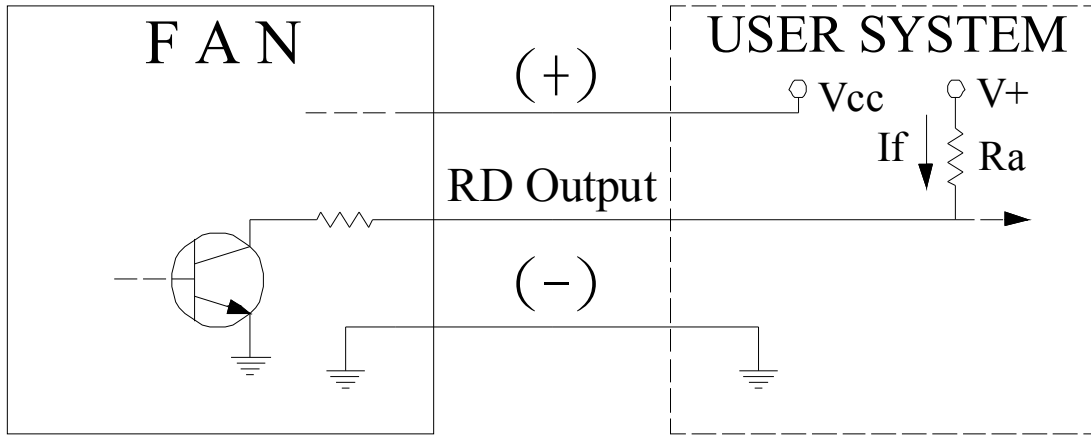 F A N
USER SYSTEM
(+)
Vcc
V+
If
Ra
RD Output
(-)